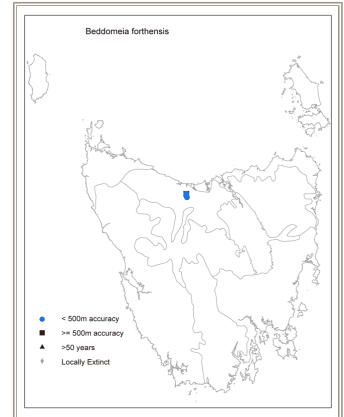 Beddomeia forthensis
< 500m accuracy
>= 500m accuracy
>50 years
Locally Extinct